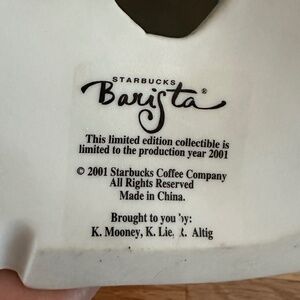 STARBUCKS
Barista®
This limited edition collectible is
limited to the production year 2001
© 2001 Starbucks Coffee Company
All Rights Reserved
Made in China.
Brought to you by:
K. Mooney, K. Lie, R. Altig